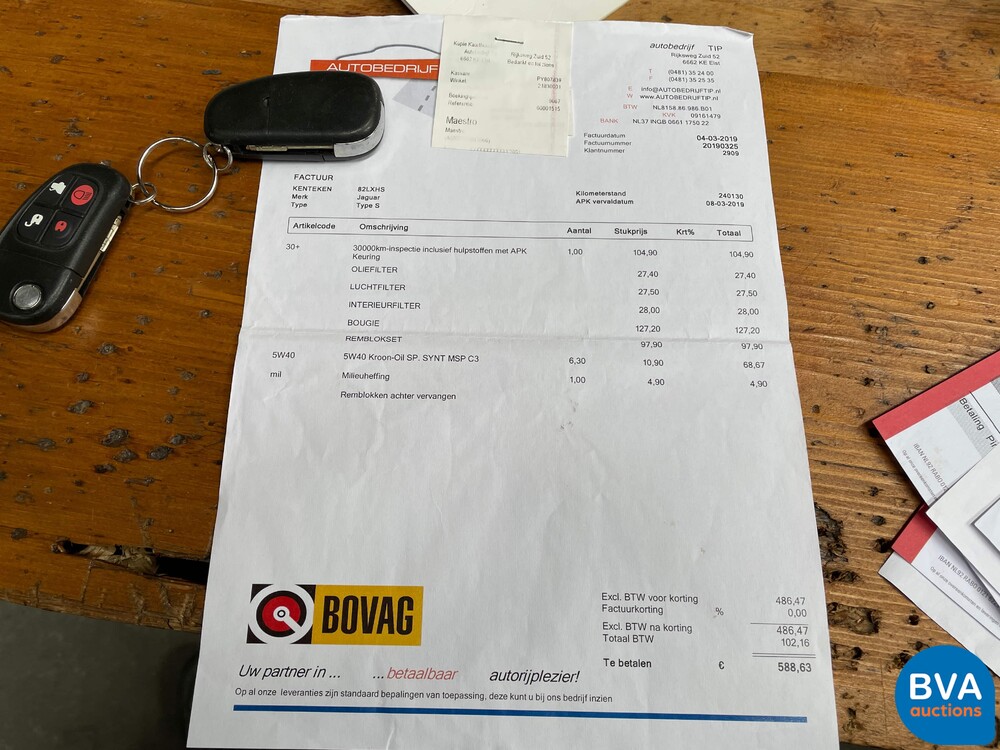 AUTOBEDRIJF
Rijksweg Zuid 52
Maestro
Maestro
autobedrijf TIP
Rijksweg Zuid 52
6662 KE Elst
T (0481) 35 24 00
F (0481) 35 25 35
E info@AUTOBEDRIJFTIP.nl
W www.AUTOBEDRIJFTIP.nl
BTW NL8158.86.986.B01
KVK 09161479
BANK NL37 INGB 0661 1750 22
Factuurdatum 04-03-2019
Factuurnummer 20190325
Klantnummer 2909
FACTUUR
KENTEKEN 82LXHS
Merk Jaguar
Type Type S
Kilometerstand 240130
APK vervaldatum 08-03-2019
Artikelcode Omschrijving Aantal Stukprijs Krt% Totaal
30+ 30000km-inspectie inclusief hulpstoffen met APK 1,00 104,90 104,90
Keuring
OLIEFILTER 27,40 27,40
LUCHTFILTER 27,50 27,50
INTERIEURFILTER 28,00 28,00
BOUGIE 127,20 127,20
REMBLOKSET 97,90 97,90
5W40 5W40 Kroon-Oil SP. SYNT MSP C3 6,30 10,90 68,67
mil Milieuheffing 1,00 4,90 4,90
Remblokken achter vervangen
BOVAG
Excl. BTW voor korting 486,47
Factuurkorting % 0,00
Excl. BTW na korting 486,47
Totaal BTW 102,16
Te betalen € 588,63
Uw partner in ... ...betaalbaar autorijplezier!
Op al onze leveranties zijn standaard bepalingen van toepassing, deze kunt u bij ons bedrijf inzien
Betaling
BVA
auctions